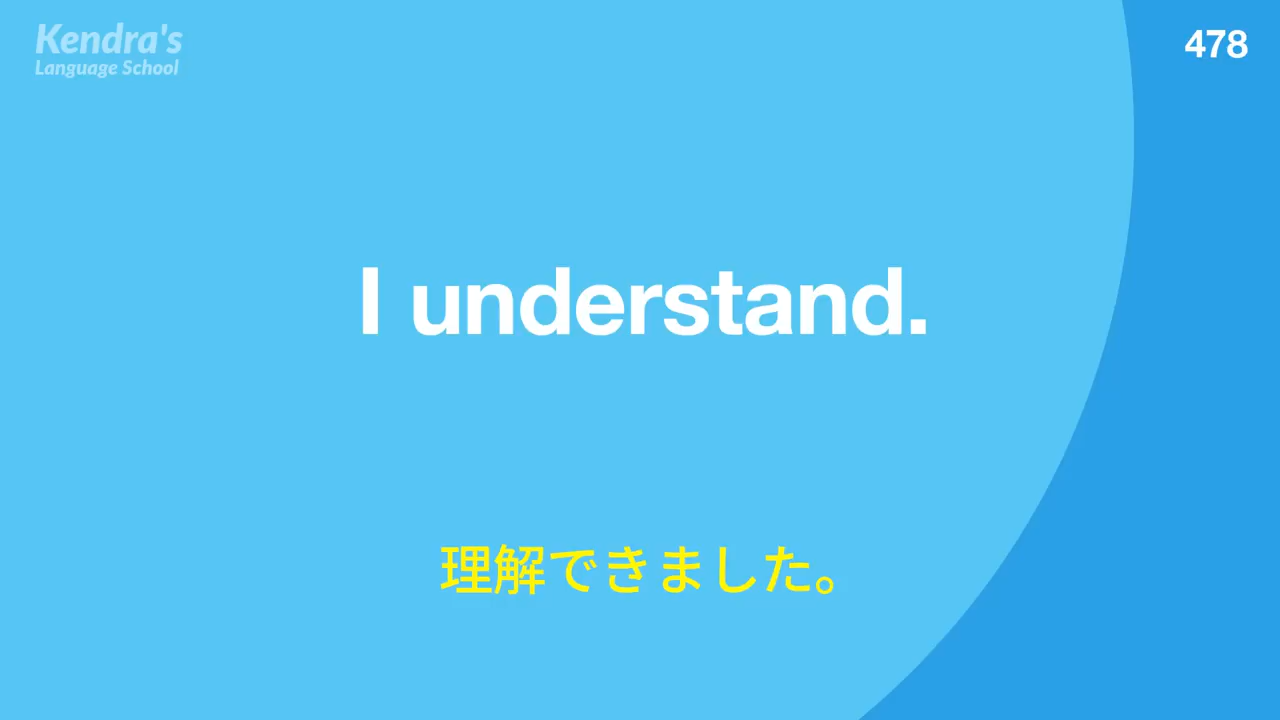 Kendra's
Language School
478
I understand.
理解できました。